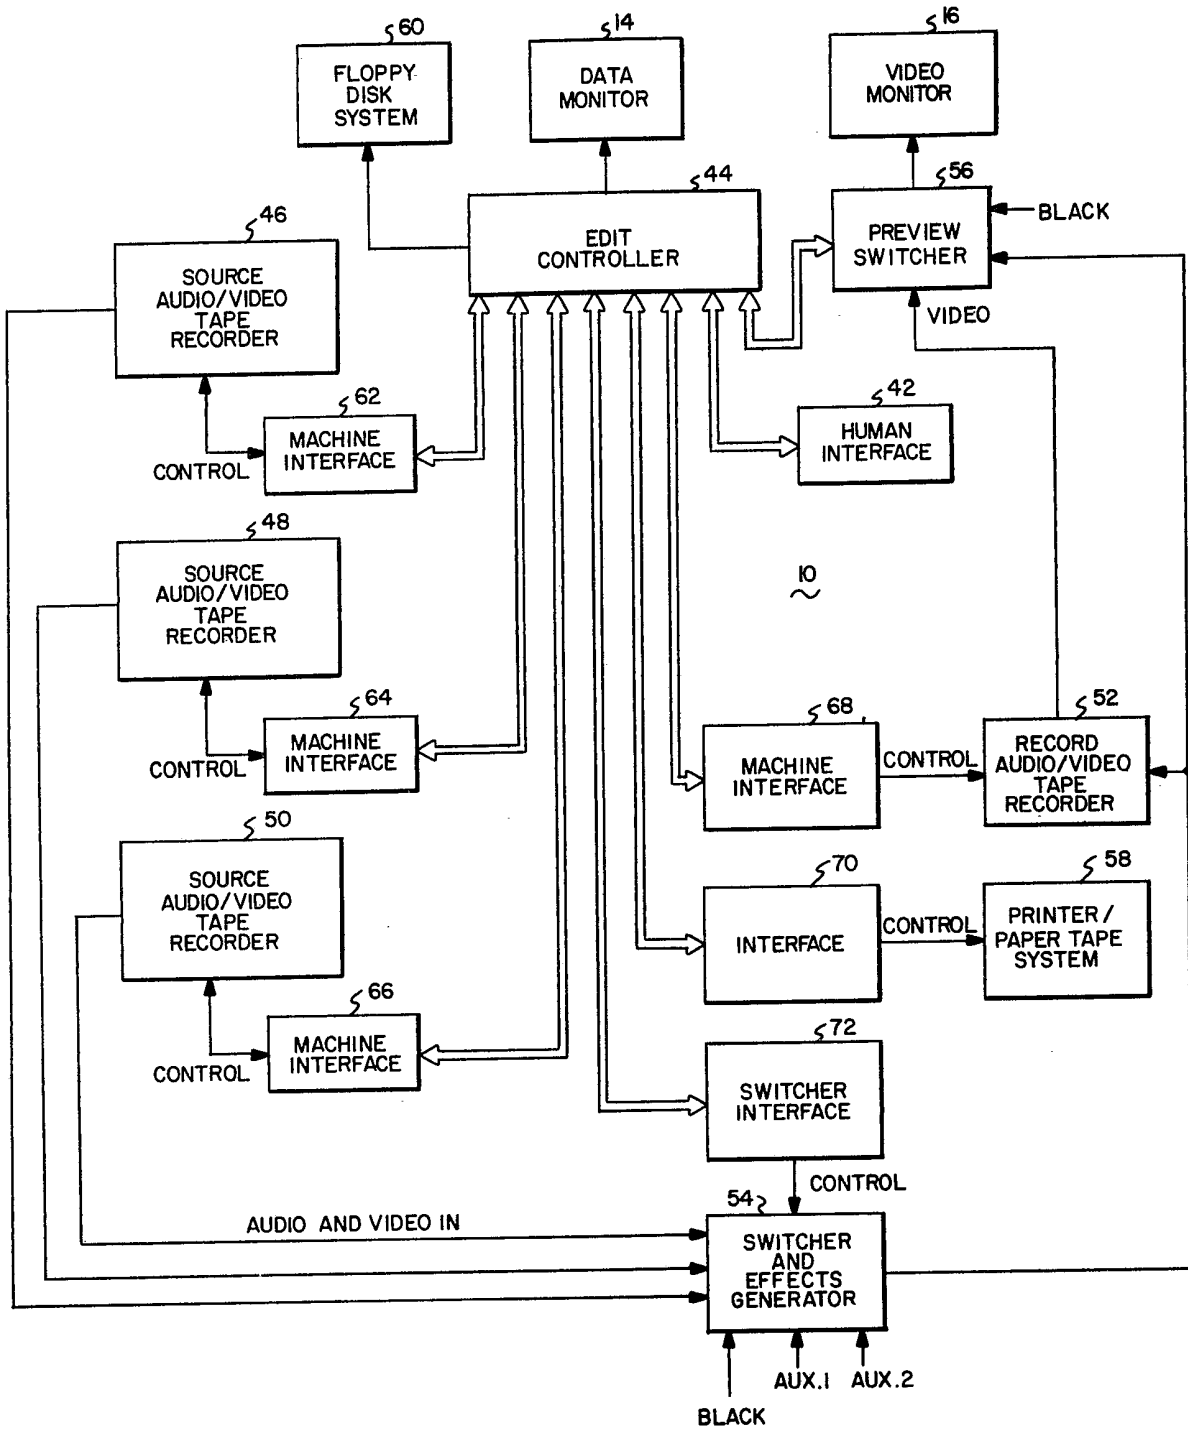 60
FLOPPY
DISK
SYSTEM
14
DATA
MONITOR
16
VIDEO
MONITOR
44
EDIT
CONTROLLER
56
PREVIEW
SWITCHER
BLACK
VIDEO
46
SOURCE
AUDIO/VIDEO
TAPE
RECORDER
62
MACHINE
INTERFACE
CONTROL
42
HUMAN
INTERFACE
48
SOURCE
AUDIO/VIDEO
TAPE
RECORDER
10
64
MACHINE
INTERFACE
CONTROL
68
MACHINE
INTERFACE
CONTROL
52
RECORD
AUDIO/VIDEO
TAPE
RECORDER
50
SOURCE
AUDIO/VIDEO
TAPE
RECORDER
70
INTERFACE
CONTROL
58
PRINTER/
PAPER TAPE
SYSTEM
66
MACHINE
INTERFACE
CONTROL
72
SWITCHER
INTERFACE
CONTROL
54
SWITCHER
AND
EFFECTS
GENERATOR
AUDIO AND VIDEO IN
AUX.1 AUX.2
BLACK